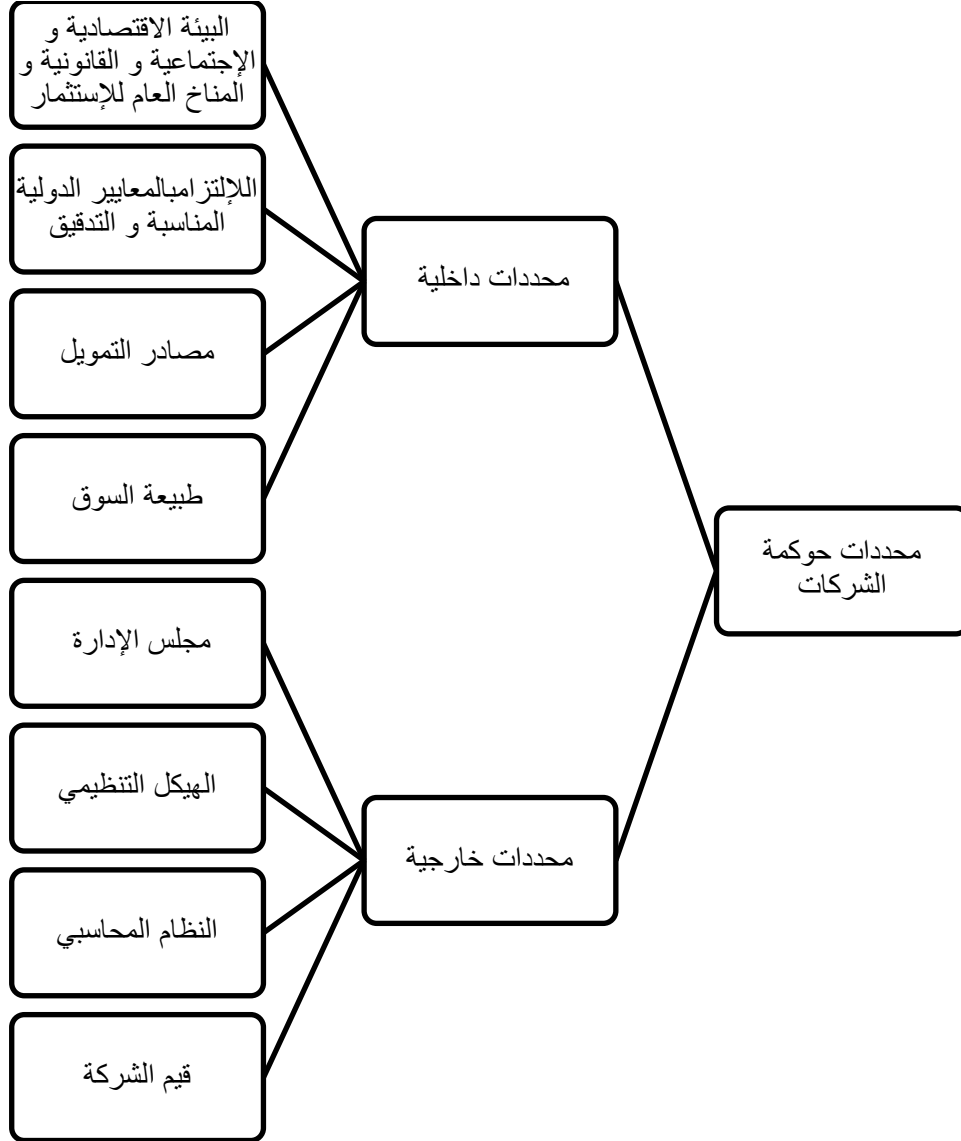 محددات حوكمة
الشركات
محددات داخلية
البيئة الاقتصادية و
الإجتماعية و القانونية و
المناخ العام للإستثمار
اللإلتزامبالمعايير الدولية
المناسبة و التدقيق
مصادر التمويل
طبيعة السوق
محددات خارجية
مجلس الإدارة
الهيكل التنظيمي
النظام المحاسبي
قيم الشركة